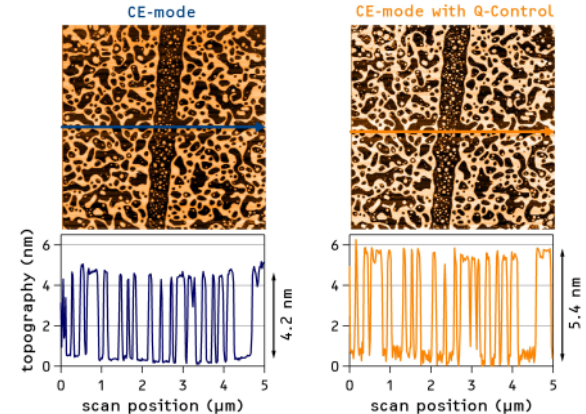 CE-mode
CE-mode with Q-Control
topography (nm)
6
4
2
0
0 1 2 3 4 5
scan position (μm)
4.2 nm
6
4
2
0
0 1 2 3 4 5
scan position (μm)
5.4 nm